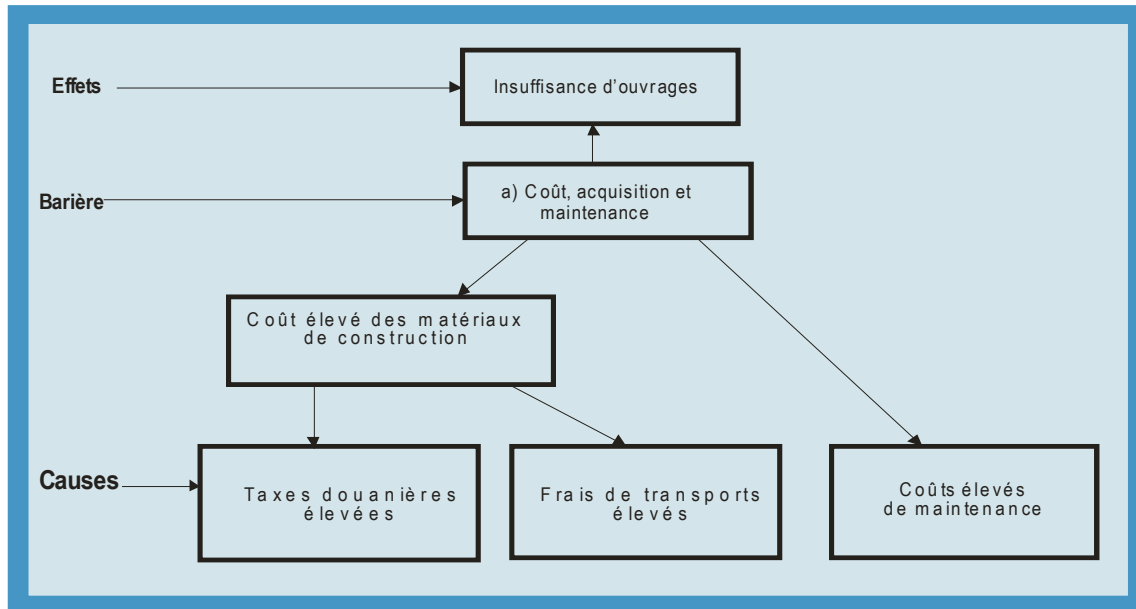 Effets
Insuffisance d'ouvrages
Barière
a) Coût, acquisition et
maintenance
Coût élevé des matériaux
de construction
Causes
Taxes douanières
élevées
Frais de transports
élevés
Coûts élevés
de maintenance